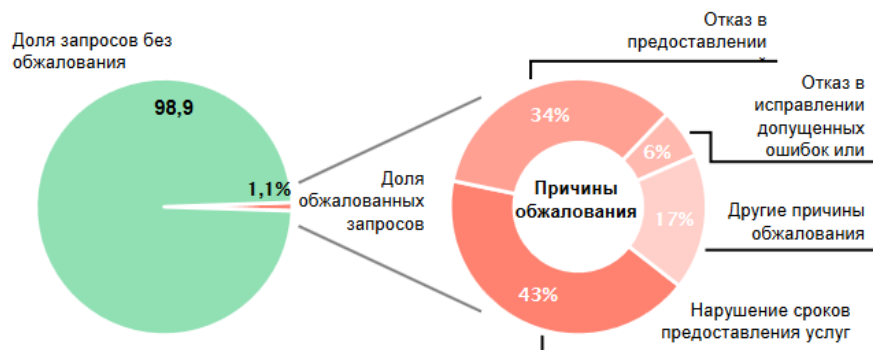 Доля запросов без
обжалования
98,9
1,1%
Доля
обжалованных
запросов
Отказ в
предоставлении
34%
Отказ в
исправлении
допущенных
ошибок или
6%
Причины
обжалования
17%
Другие причины
обжалования
43%
Нарушение сроков
предоставления услуг